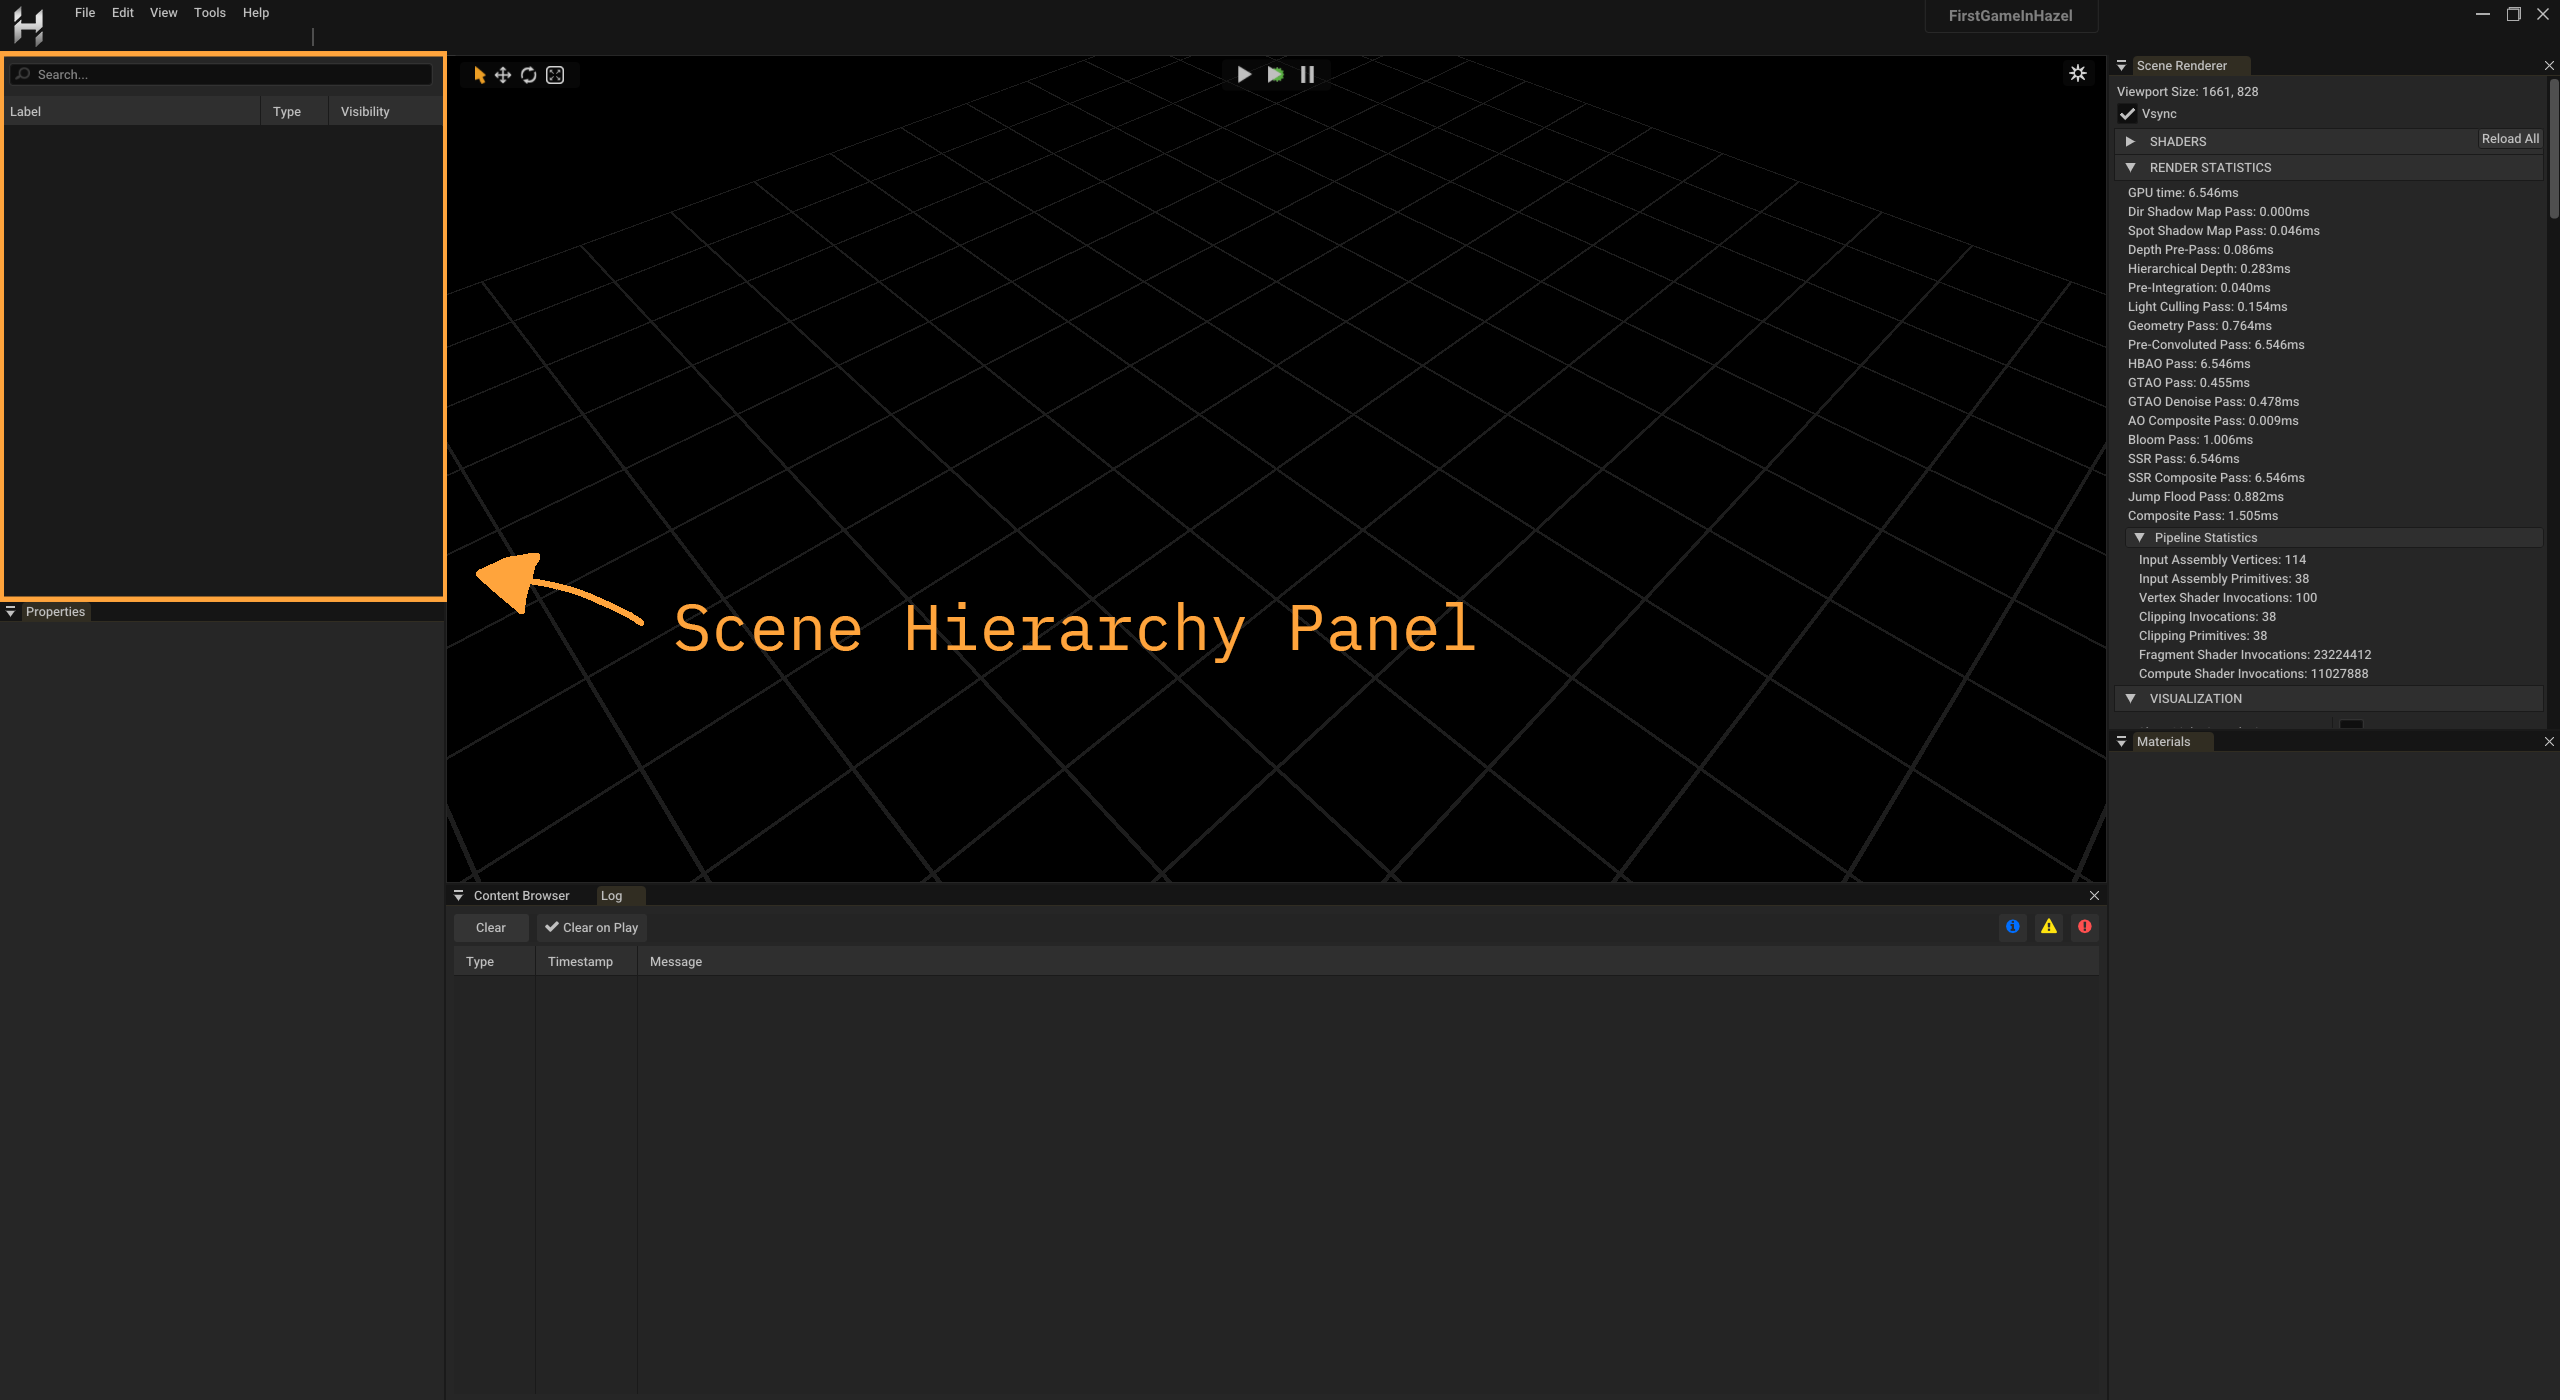 File Edit View Tools Help
FirstGameInHazel
Search...
Label Type Visibility
Properties
Scene Hierarchy Panel
Content Browser Log
Clear Clear on Play
Type Timestamp Message
Scene Renderer
Viewport Size: 1661, 828
Vsync
SHADERS Reload All
RENDER STATISTICS
GPU time: 6.546ms
Dir Shadow Map Pass: 0.000ms
Spot Shadow Map Pass: 0.046ms
Depth Pre-Pass: 0.086ms
Hierarchical Depth: 0.283ms
Pre-Integration: 0.040ms
Light Culling Pass: 0.154ms
Geometry Pass: 0.764ms
Pre-Convoluted Pass: 6.546ms
HBAO Pass: 6.546ms
GTAO Pass: 0.455ms
GTAO Denoise Pass: 0.478ms
AO Composite Pass: 0.009ms
Bloom Pass: 1.006ms
SSR Pass: 6.546ms
SSR Composite Pass: 6.546ms
Jump Flood Pass: 0.882ms
Composite Pass: 1.505ms
Pipeline Statistics
Input Assembly Vertices: 114
Input Assembly Primitives: 38
Vertex Shader Invocations: 100
Clipping Invocations: 38
Clipping Primitives: 38
Fragment Shader Invocations: 23224412
Compute Shader Invocations: 11027888
VISUALIZATION
Materials